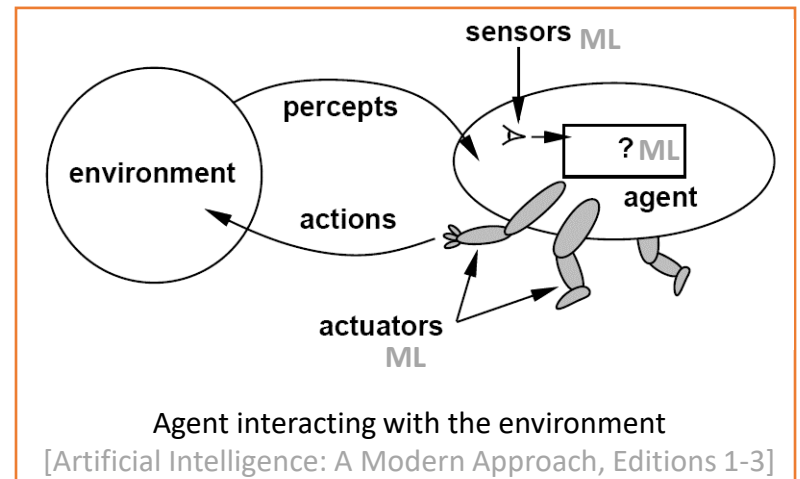 sensors ML
percepts
environment
? ML
agent
actions
actuators
ML
Agent interacting with the environment
[Artificial Intelligence: A Modern Approach, Editions 1-3]